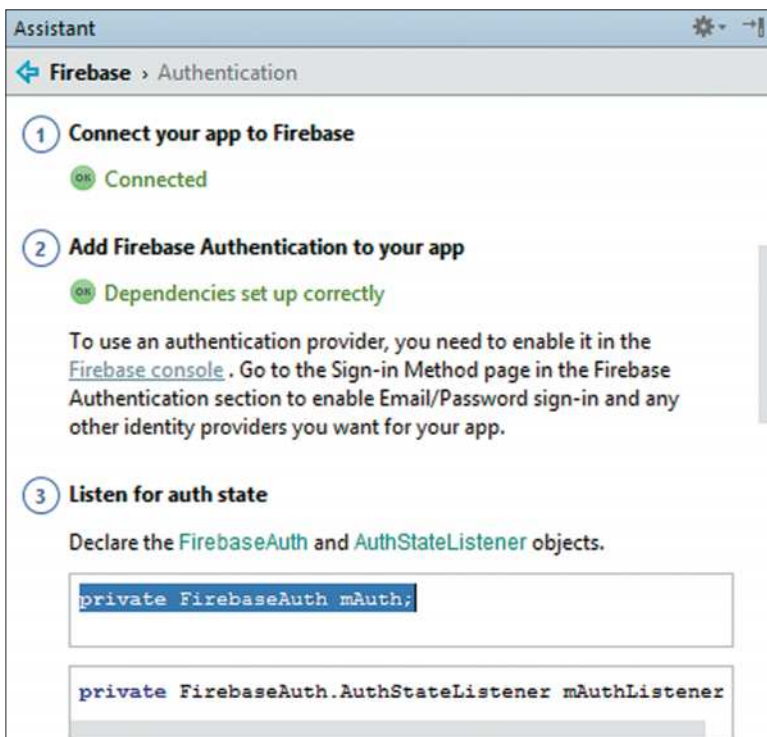 Assistant
Firebase › Authentication
1 Connect your app to Firebase
OK Connected
2 Add Firebase Authentication to your app
OK Dependencies set up correctly
To use an authentication provider, you need to enable it in the
Firebase console . Go to the Sign-in Method page in the Firebase
Authentication section to enable Email/Password sign-in and any
other identity providers you want for your app.
3 Listen for auth state
Declare the FirebaseAuth and AuthStateListener objects.
private FirebaseAuth mAuth;
private FirebaseAuth.AuthStateListener mAuthListener